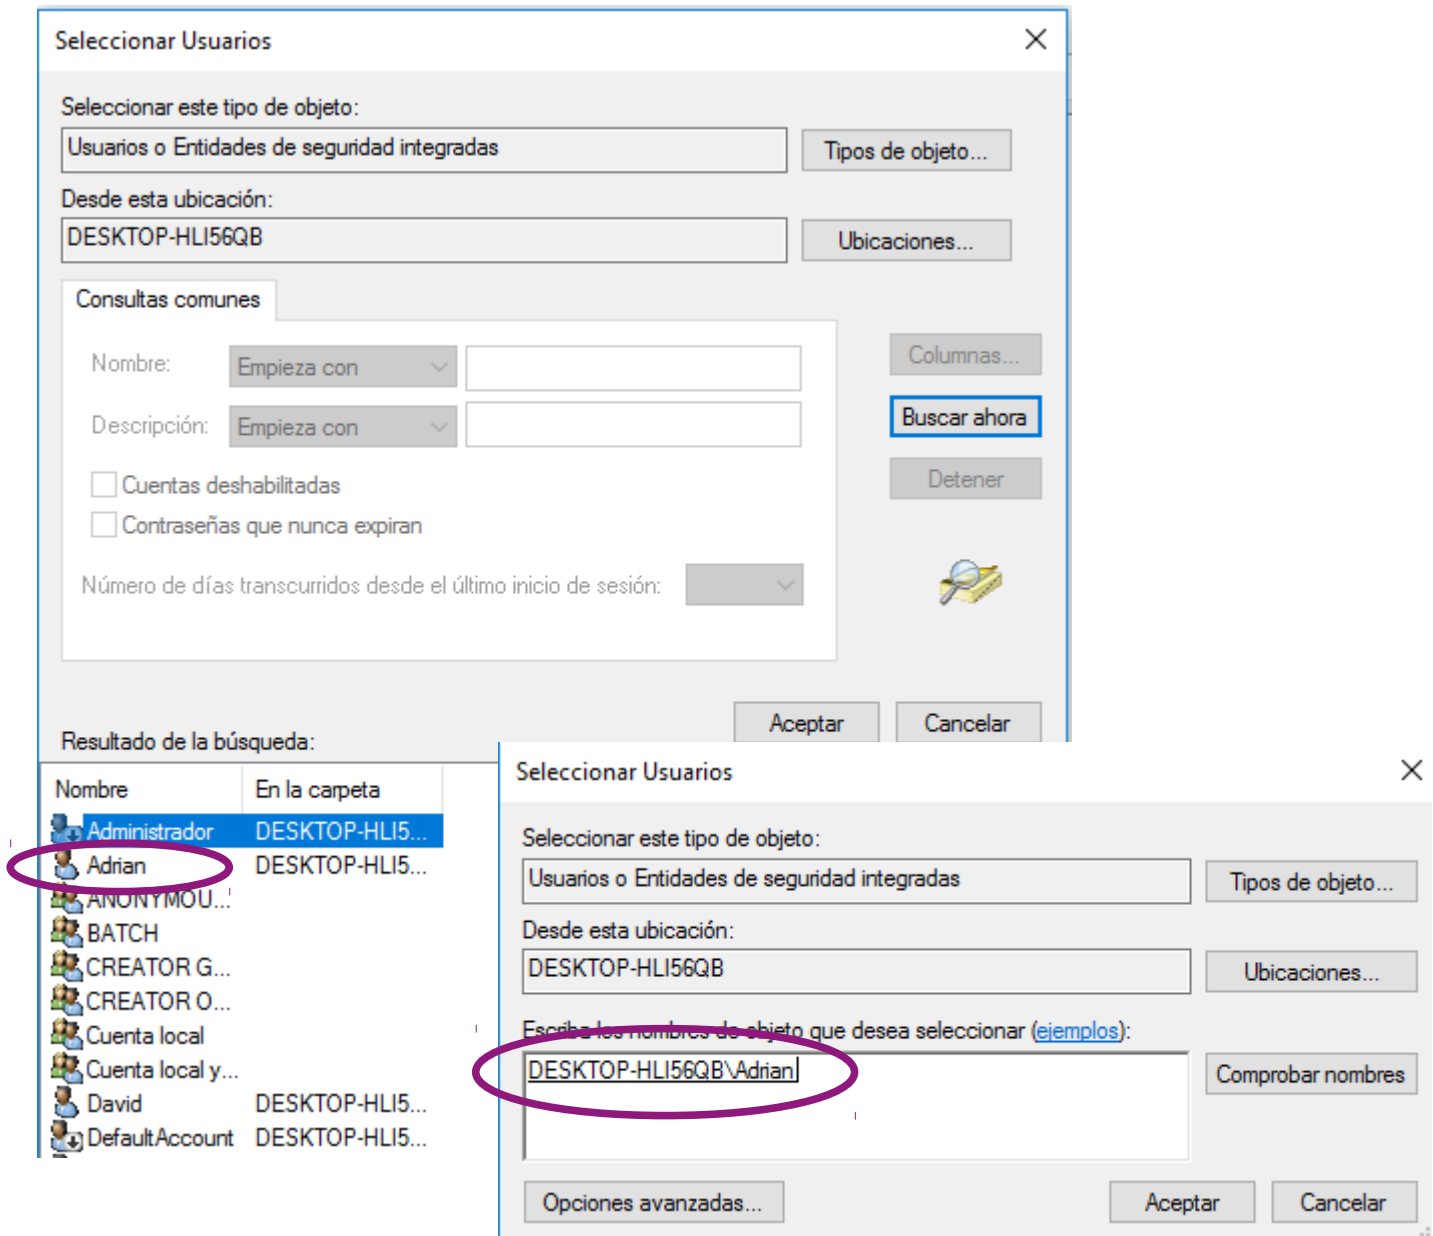 Seleccionar Usuarios
Seleccionar este tipo de objeto:
Usuarios o Entidades de seguridad integradas
Tipos de objeto...
Desde esta ubicación:
DESKTOP-HLI56QB
Ubicaciones...
Consultas comunes
Nombre:
Empieza con
Columnas...
Descripción:
Empieza con
Buscar ahora
Cuentas deshabilitadas
Detener
Contraseñas que nunca expiran
Número de días transcurridos desde el último inicio de sesión:
Aceptar
Cancelar
Resultado de la búsqueda:
Nombre
En la carpeta
Administrador DESKTOP-HLI5...
Adrian DESKTOP-HLI5...
ANONYMOU...
BATCH
CREATOR G...
CREATOR O...
Cuenta local
Cuenta local y...
David DESKTOP-HLI5...
DefaultAccount DESKTOP-HLI5...
Seleccionar Usuarios
Seleccionar este tipo de objeto:
Usuarios o Entidades de seguridad integradas
Tipos de objeto...
Desde esta ubicación:
DESKTOP-HLI56QB
Ubicaciones...
Escriba los nombres de objeto que desea seleccionar (ejemplos):
DESKTOP-HLI56QB\Adrian
Comprobar nombres
Opciones avanzadas...
Aceptar
Cancelar